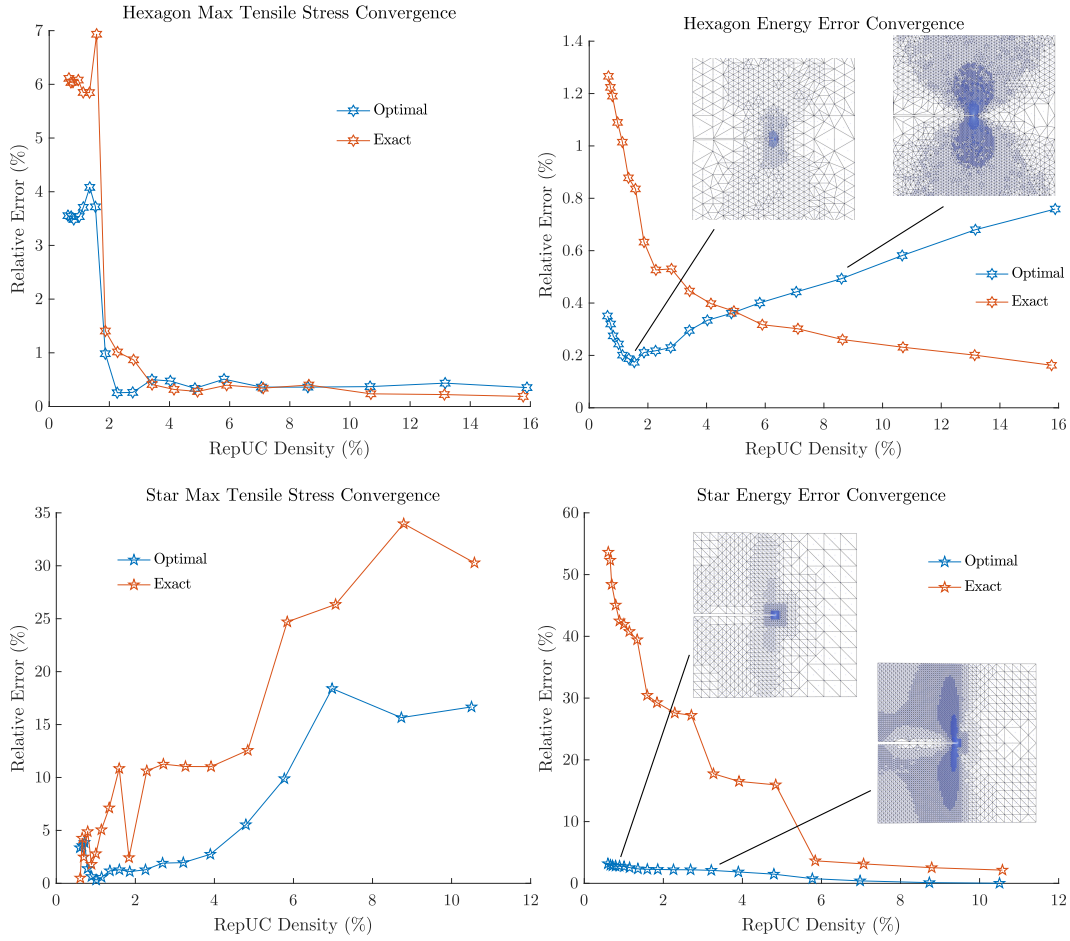 Hexagon Max Tensile Stress Convergence
7
6
5
4
3
2
1
0
Relative Error (%)
Optimal
Exact
0 2 4 6 8 10 12 14 16
RepUC Density (%)
Hexagon Energy Error Convergence
1.4
1.2
1
0.8
0.6
0.4
0.2
0
Relative Error (%)
Optimal
Exact
0 2 4 6 8 10 12 14 16
RepUC Density (%)
Star Max Tensile Stress Convergence
35
30
25
20
15
10
5
0
Relative Error (%)
Optimal
Exact
0 2 4 6 8 10 12
RepUC Density (%)
Star Energy Error Convergence
60
50
40
30
20
10
0
Relative Error (%)
Optimal
Exact
0 2 4 6 8 10 12
RepUC Density (%)